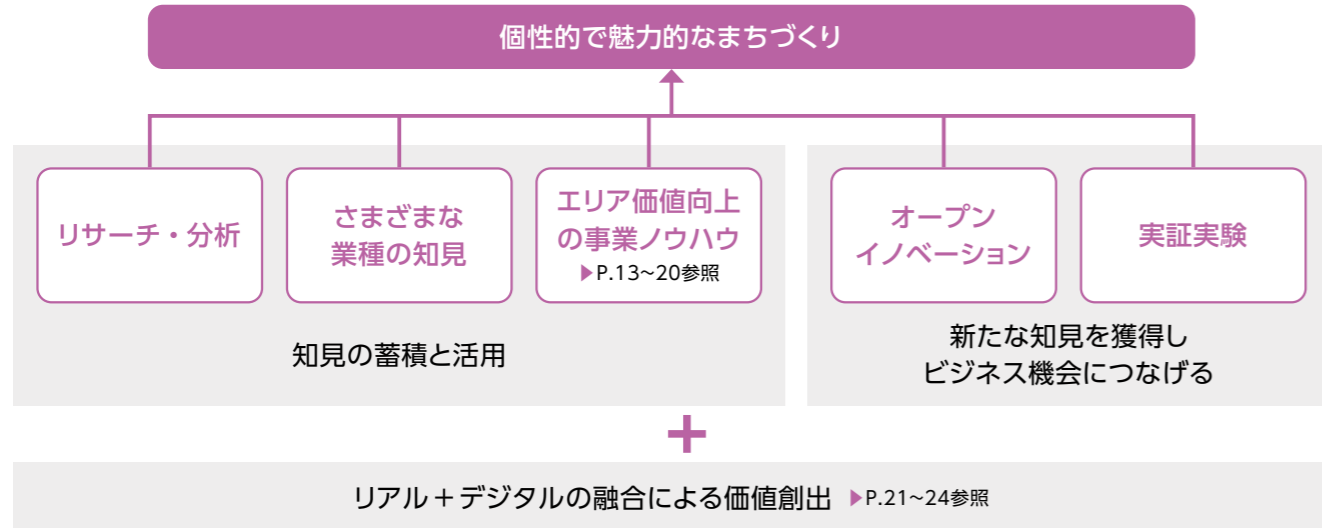 個性的で魅力的なまちづくり
リサーチ・分析
さまざまな
業種の知見
エリア価値向上
の事業ノウハウ
▶P.13~20参照
知見の蓄積と活用
オープン
イノベーション
実証実験
新たな知見を獲得し
ビジネス機会につなげる
+
リアル+デジタルの融合による価値創出 ▶P.21~24参照